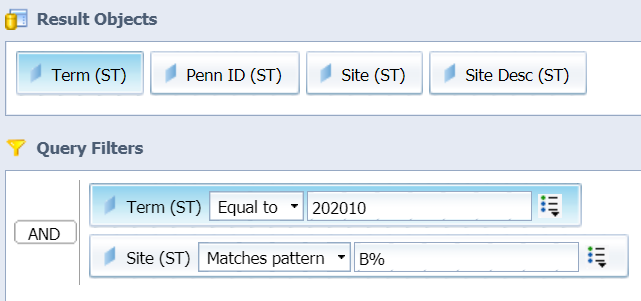 Result Objects
Term (ST) Penn ID (ST) Site (ST) Site Desc (ST)
Query Filters
Term (ST) Equal to 202010
AND
Site (ST) Matches pattern B%